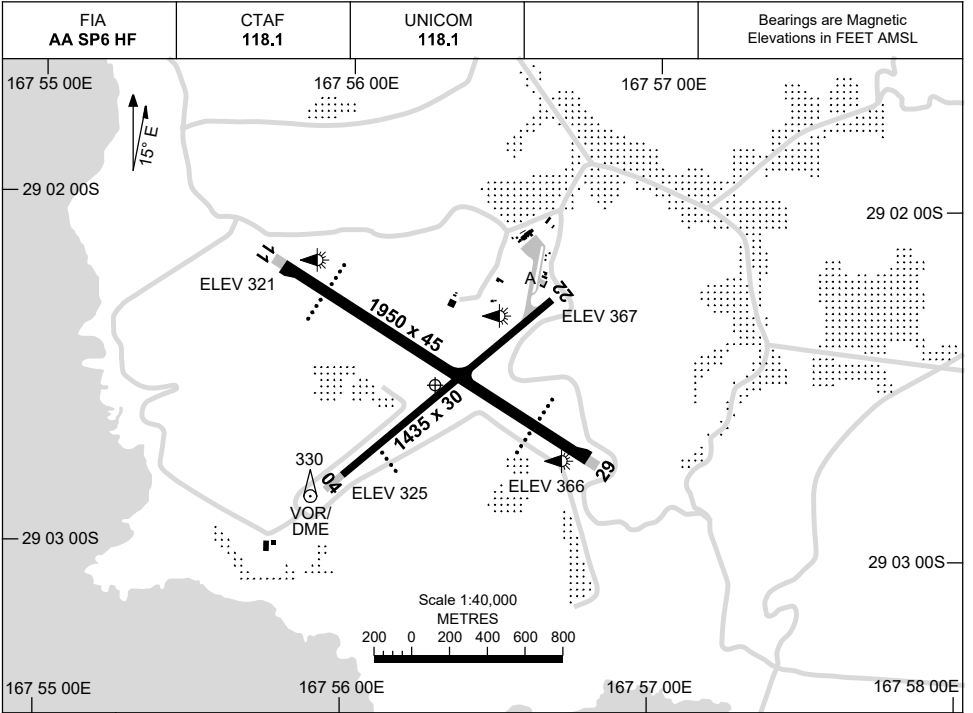 FIA
AA SP6 HF
CTAF
118.1
UNICOM
118.1
Bearings are Magnetic
Elevations in FEET AMSL
167 55 00E
167 56 00E
167 57 00E
15° E
29 02 00S
29 02 00S
11
ELEV 321
1950 x 45
A
22
ELEV 367
1435 x 30
330
04
ELEV 325
VOR/
DME
ELEV 366
29
29 03 00S
29 03 00S
Scale 1:40,000
METRES
200 0 200 400 600 800
167 55 00E
167 56 00E
167 57 00E
167 58 00E